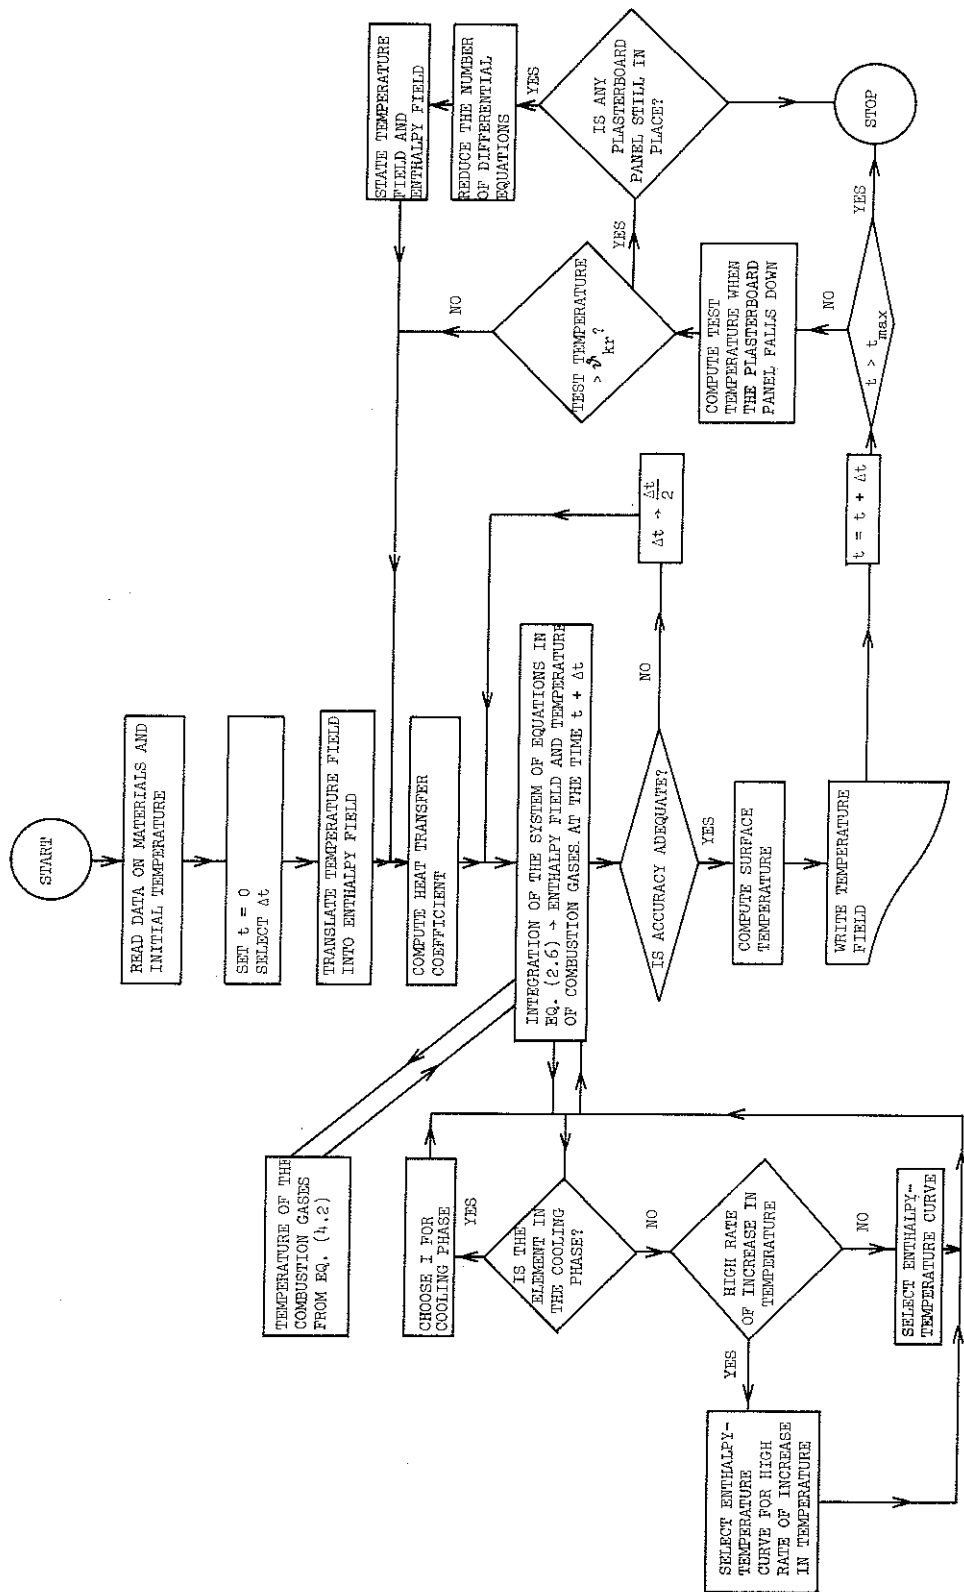 START
READ DATA ON MATERIALS AND
INITIAL TEMPERATURE
SET t = 0
SELECT Δt
TRANSLATE TEMPERATURE FIELD
INTO ENTHALPY FIELD
COMPUTE HEAT TRANSFER
COEFFICIENT
INTEGRATION OF THE SYSTEM OF EQUATIONS IN
EQ. (2.6) → ENTHALPY FIELD AND TEMPERATURE
OF COMBUSTION GASES AT THE TIME t + Δt
TEMPERATURE OF THE
COMBUSTION GASES
FROM EQ. (4.2)
CHOOSE I FOR
COOLING PHASE
YES
IS THE
ELEMENT IN
THE COOLING
PHASE?
NO
HIGH RATE
OF INCREASE IN
TEMPERATURE
NO
SELECT ENTHALPY-
TEMPERATURE CURVE
YES
SELECT ENTHALPY-
TEMPERATURE
CURVE FOR HIGH
RATE OF INCREASE
IN TEMPERATURE
IS ACCURACY ADEQUATE?
NO
Δt → Δt/2
YES
COMPUTE SURFACE
TEMPERATURE
WRITE TEMPERATURE
FIELD
t = t + Δt
t > t max
YES
STOP
NO
COMPUTE TEST
TEMPERATURE WHEN
THE PLASTERBOARD
PANEL FALLS DOWN
TEST TEMPERATURE
> ϑ kr ?
NO
YES
IS ANY
PLASTERBOARD
PANEL STILL IN
PLACE?
YES
REDUCE THE NUMBER
OF DIFFERENTIAL
EQUATIONS
STATE TEMPERATURE
FIELD AND
ENTHALPY FIELD